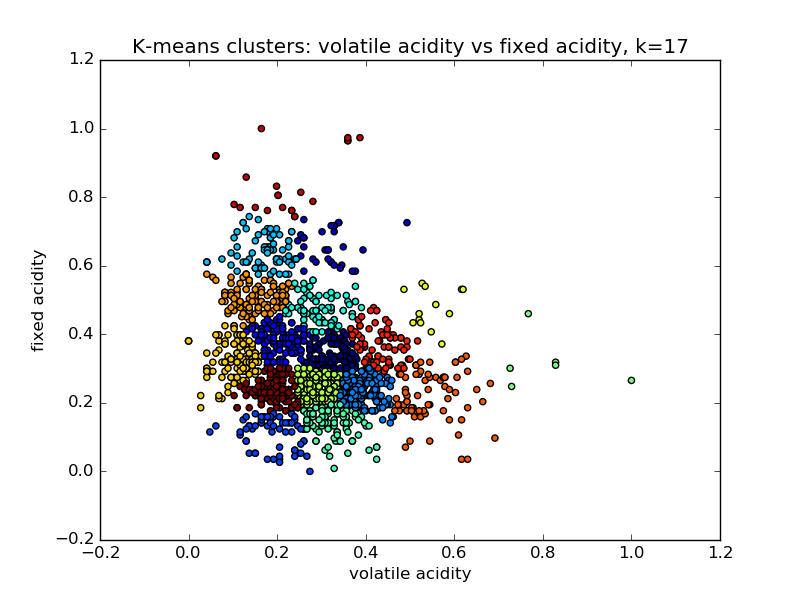 K-means clusters: volatile acidity vs fixed acidity, k=17
1.2
1.0
0.8
0.6
0.4
0.2
0.0
−0.2
fixed acidity
−0.2 0.0 0.2 0.4 0.6 0.8 1.0 1.2
volatile acidity